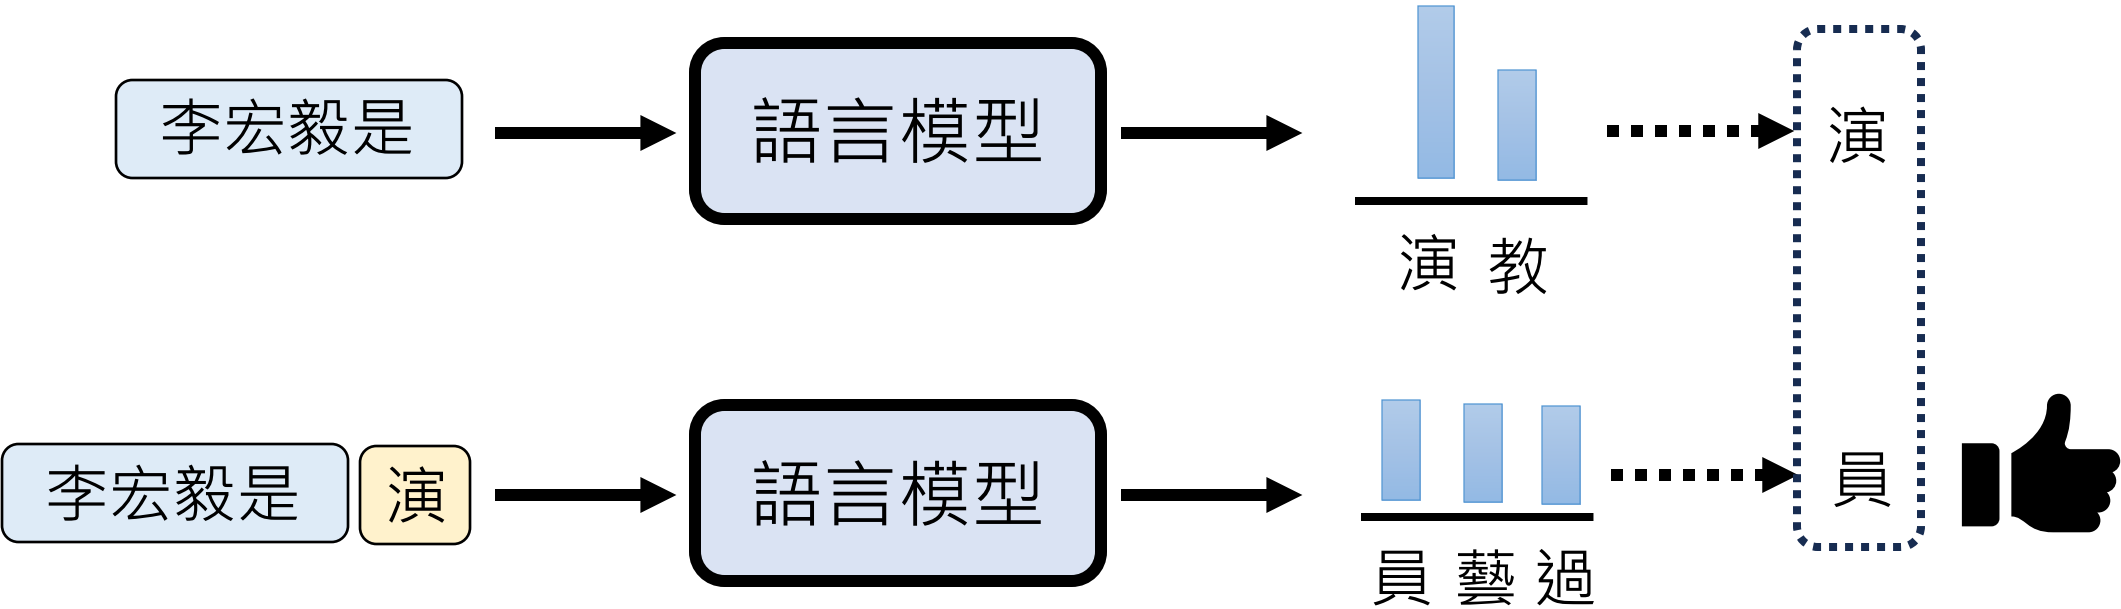 李宏毅是
語言模型
演 教
演
李宏毅是 演
語言模型
員 藝 過
員